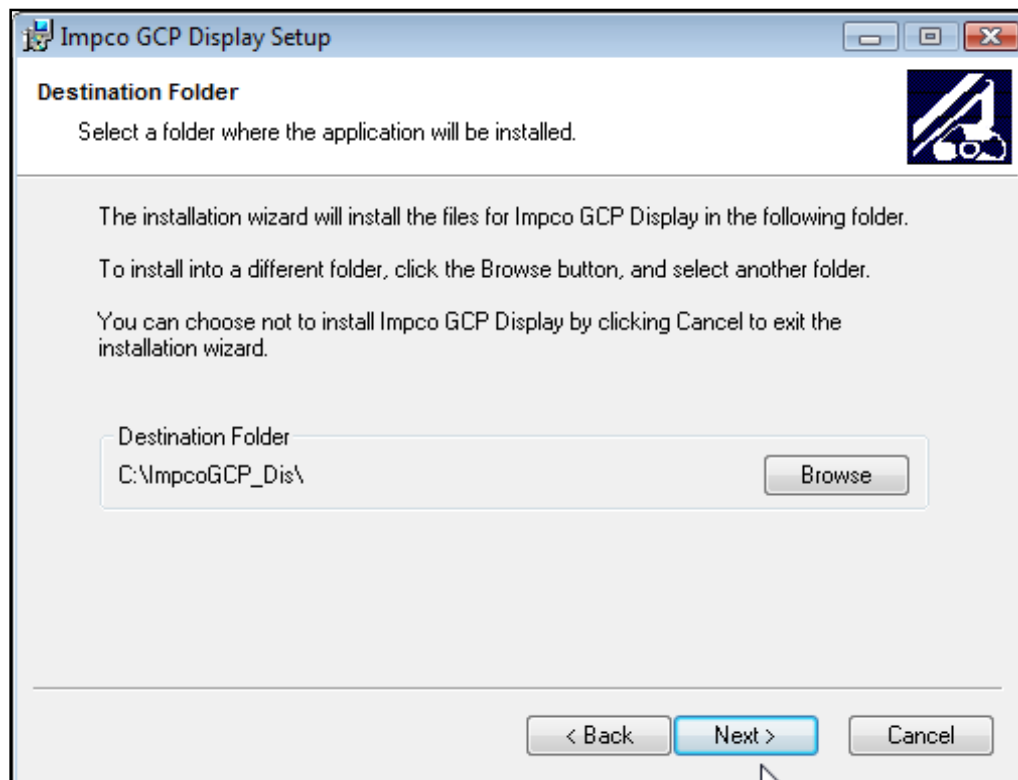 Impco GCP Display Setup
Destination Folder
Select a folder where the application will be installed.
The installation wizard will install the files for Impco GCP Display in the following folder.
To install into a different folder, click the Browse button, and select another folder.
You can choose not to install Impco GCP Display by clicking Cancel to exit the
installation wizard.
Destination Folder
C:\ImpcoGCP_Dis\
Browse
< Back
Next >
Cancel